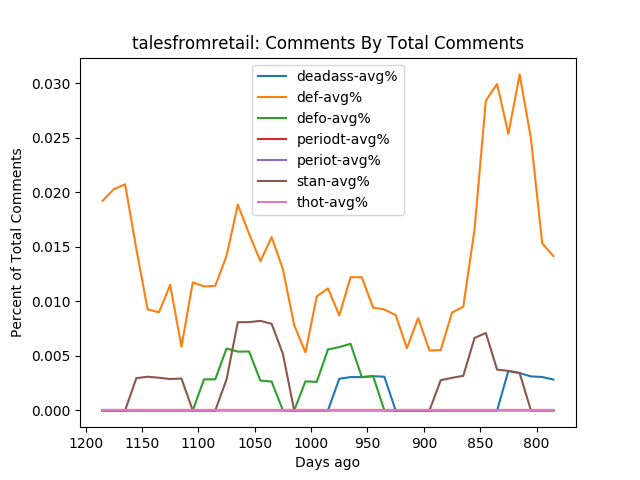 talesfromretail: Comments By Total Comments
deadass-avg%
def-avg%
defo-avg%
periodt-avg%
periot-avg%
stan-avg%
thot-avg%
Percent of Total Comments
0.030
0.025
0.020
0.015
0.010
0.005
0.000
1200 1150 1100 1050 1000 950 900 850 800
Days ago